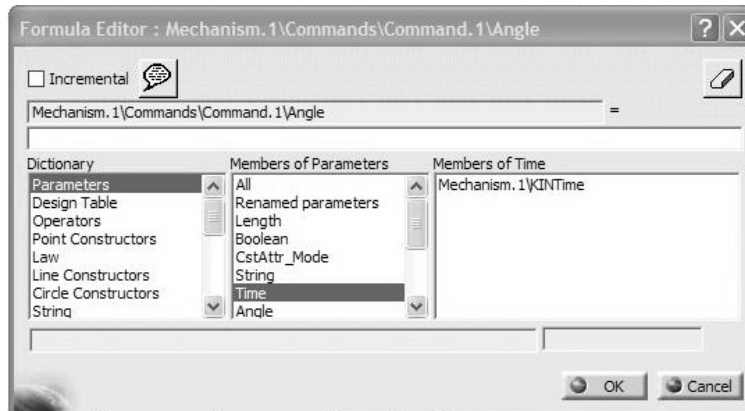 Formula Editor : Mechanism.1\Commands\Command.1\Angle
Incremental
Mechanism.1\Commands\Command.1\Angle =
Dictionary
Parameters
Design Table
Operators
Point Constructors
Law
Line Constructors
Circle Constructors
String
Members of Parameters
All
Renamed parameters
Length
Boolean
CstAttr_Mode
String
Time
Angle
Members of Time
Mechanism.1\KINTime
OK
Cancel